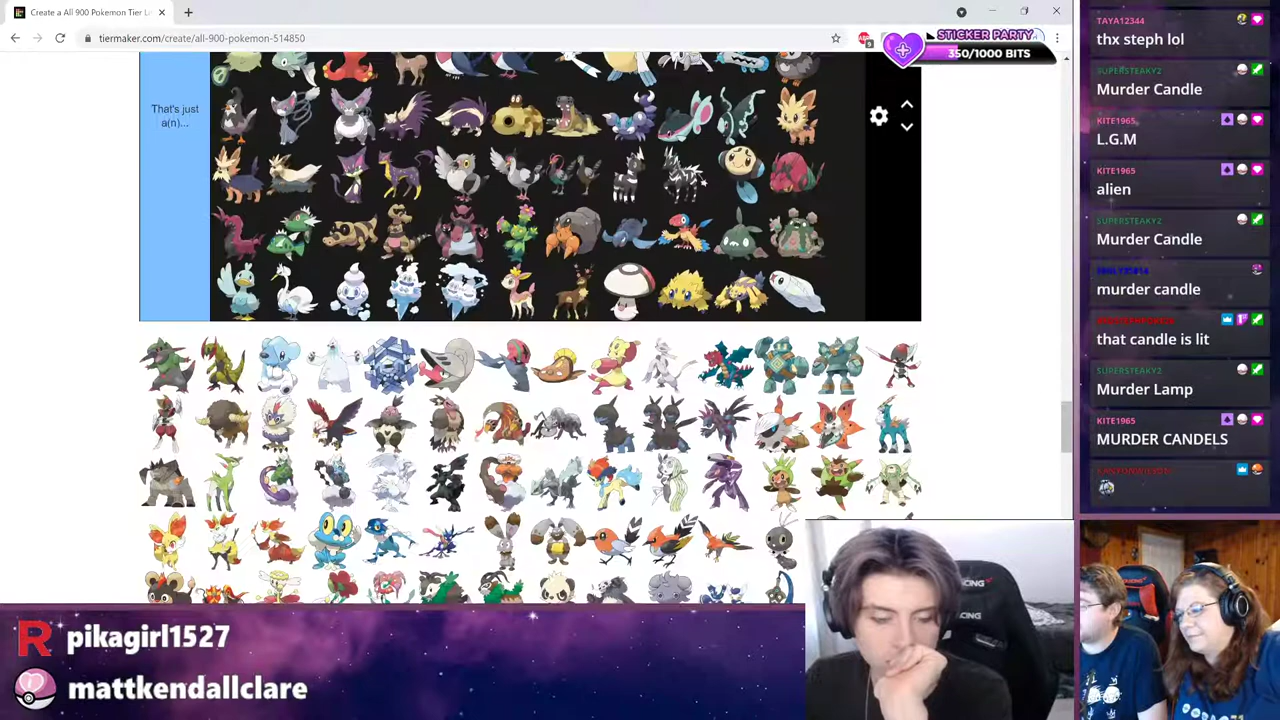 Create a All 900 Pokemon Tier Li
tiermaker.com/create/all-900-pokemon-514850
STICKER PARTY
350/1000 BITS
That's just
a(n)...
TAYA12344
thx steph lol
SUPERSTEAKY2
Murder Candle
KITE1965
L.G.M
KITE1965
alien
SUPERSTEAKY2
Murder Candle
murder candle
that candle is lit
SUPERSTEAKY2
Murder Lamp
KITE1965
MURDER CANDELS
R pikagirl1527
mattkendallclare